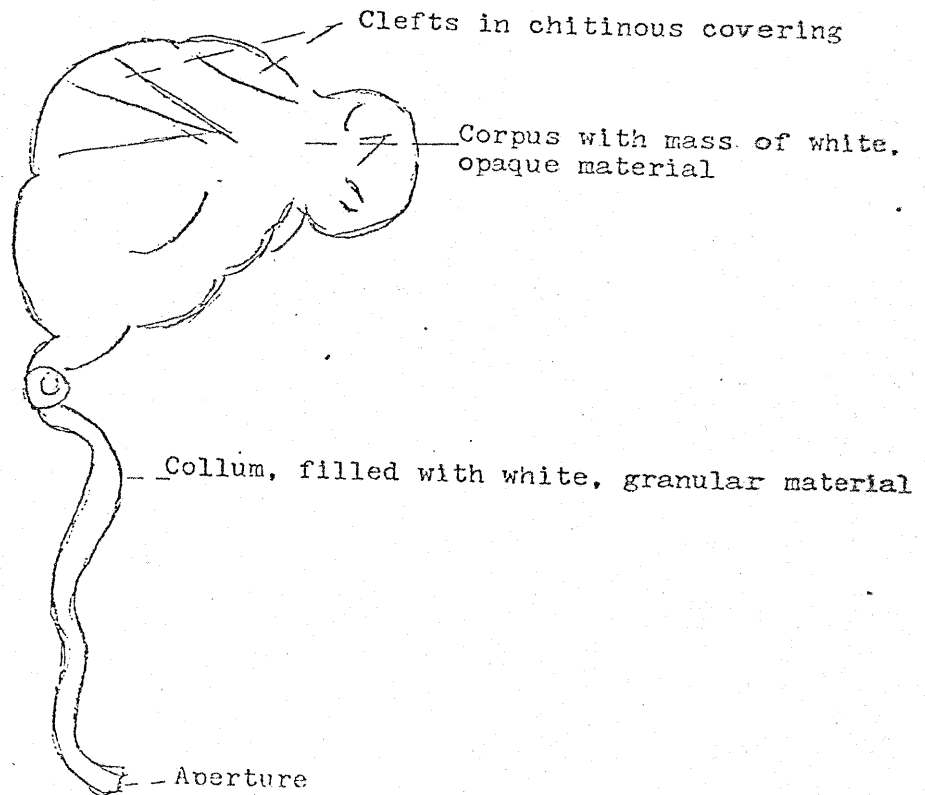 Clefts in chitinous covering
Corpus with mass of white,
opaque material
Collum, filled with white, granular material
Aperture